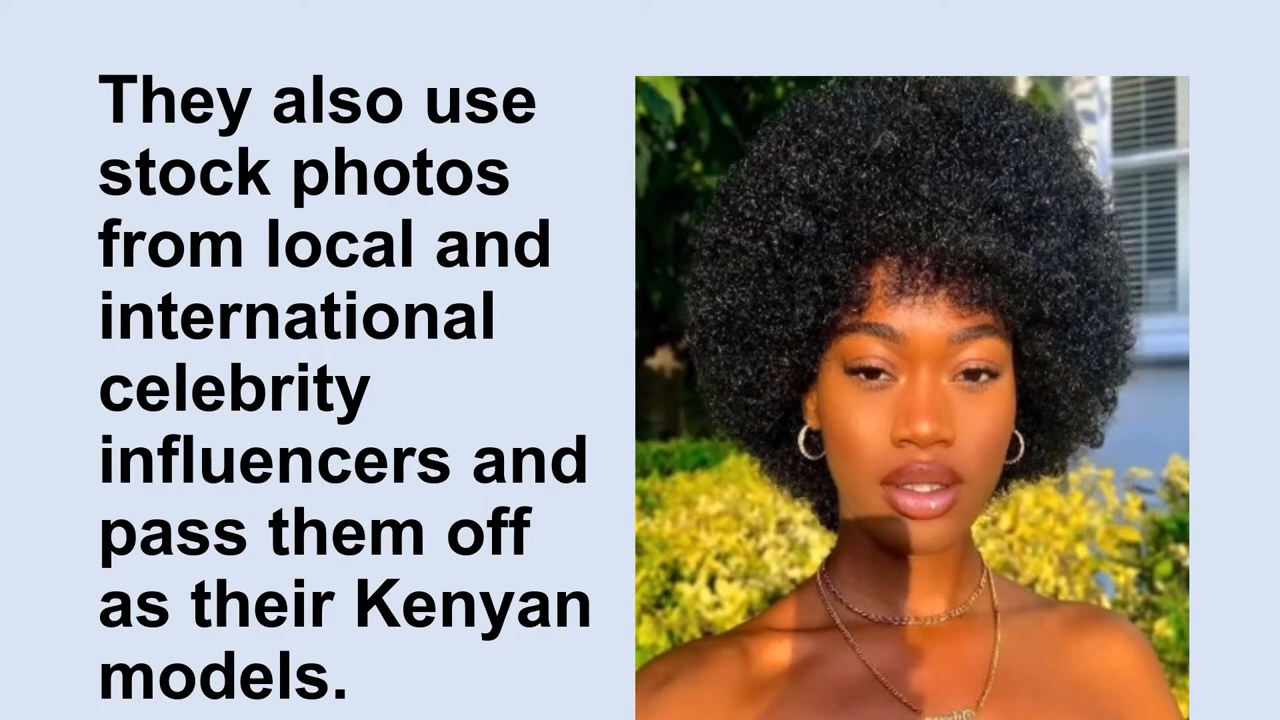 They also use
stock photos
from local and
international
celebrity
influencers and
pass them off
as their Kenyan
models.